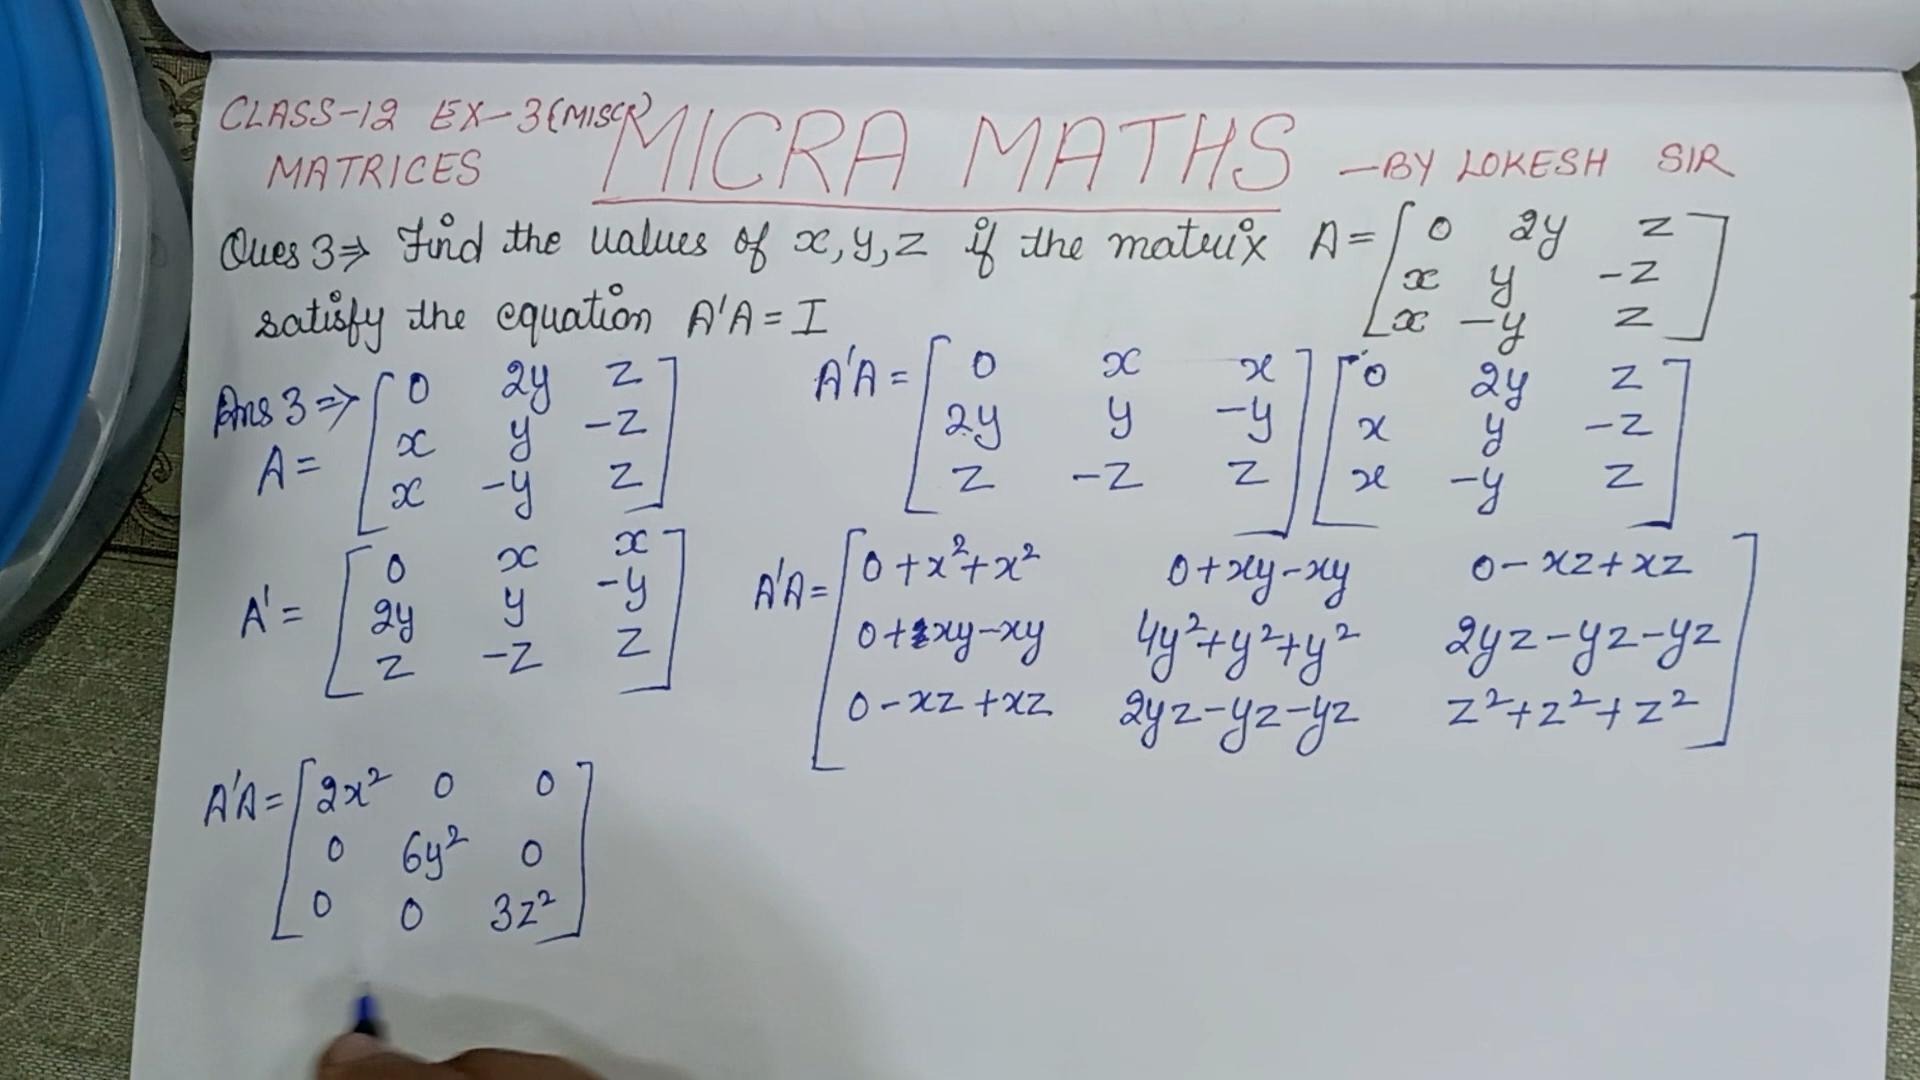 CLASS-12 EX-3(MISC) MICRA MATHS -BY LOKESH SIR
MATRICES
Ques 3⇒ Find the values of x, y, z if the matrix A = [0 2y z
x y -z
x -y z]
satisfy the equation A'A = I
Ans 3⇒
A = [0 2y z
x y -z
x -y z]
A' = [0 x x
2y y -y
z -z z]
A'A = [0 x x
2y y -y
z -z z] [0 2y z
x y -z
x -y z]
A'A = [0+x²+x² 0+xy-xy 0-xz+xz
0+xy-xy 4y²+y²+y² 2yz-yz-yz
0-xz+xz 2yz-yz-yz z²+z²+z²]
A'A = [2x² 0 0
0 6y² 0
0 0 3z²]